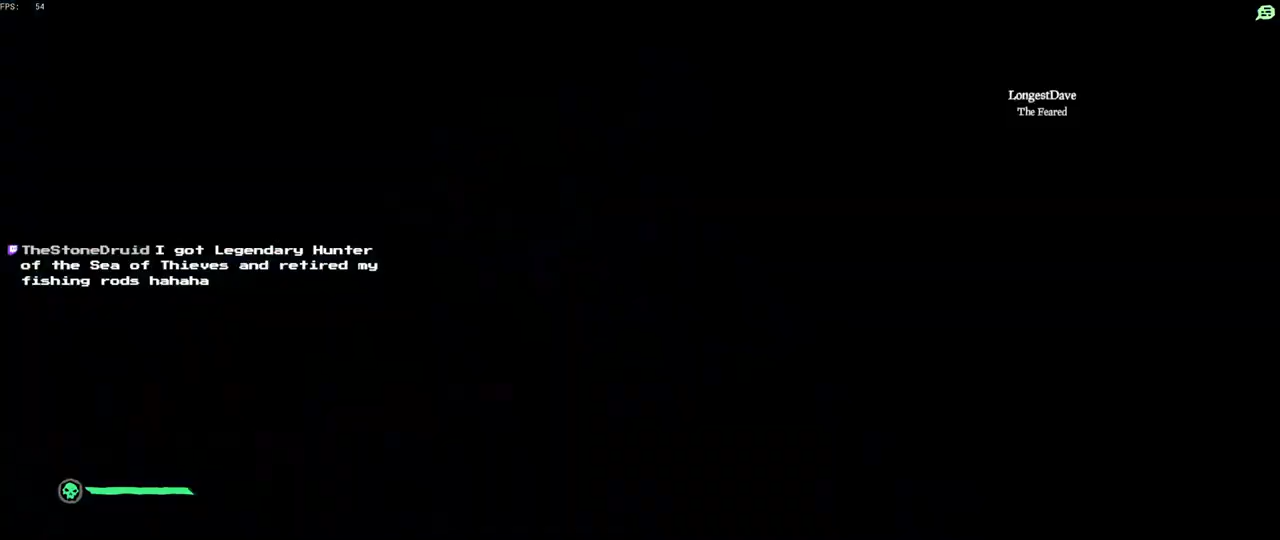 FPS: 54
LongestDave
The Feared
TheStoneDruid I got Legendary Hunter
of the Sea of Thieves and retired my
fishing rods hahaha